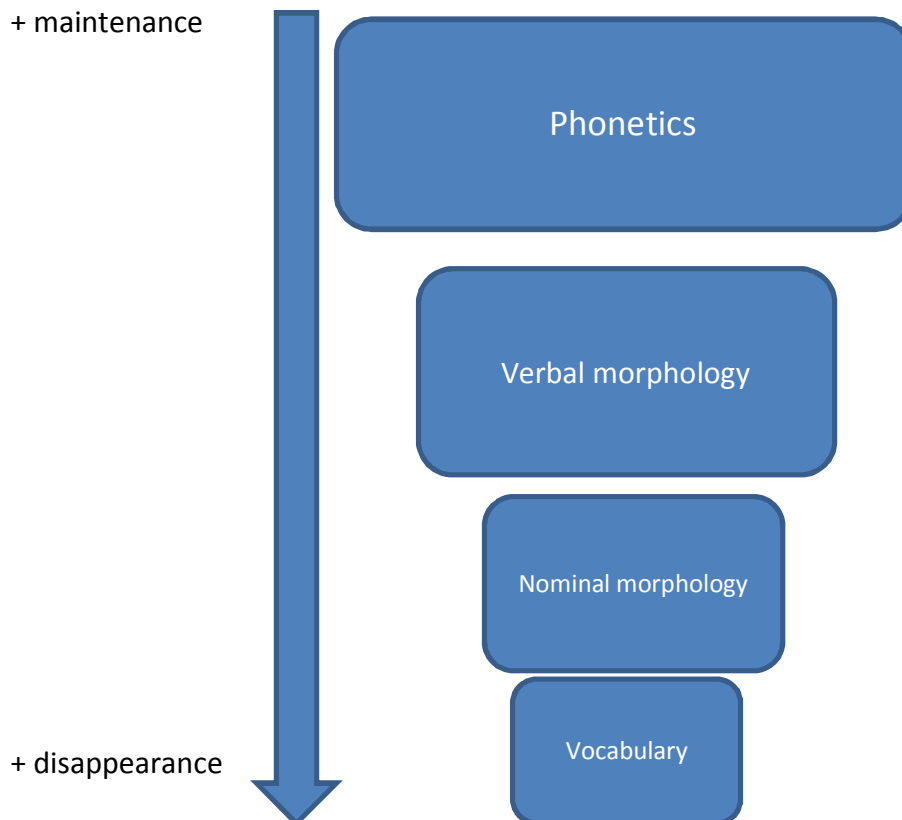 + maintenance
Phonetics
Verbal morphology
Nominal morphology
Vocabulary
+ disappearance